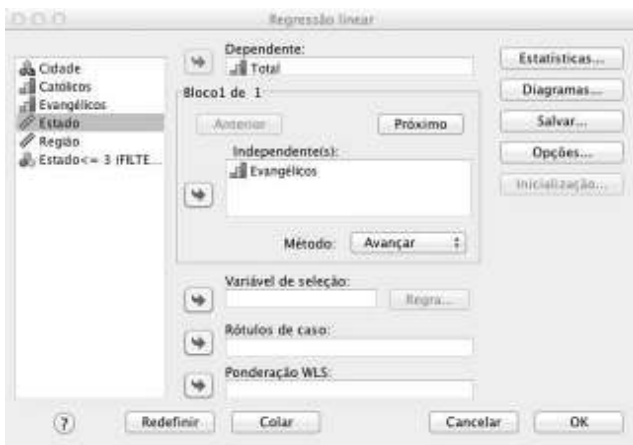 Regressão linear
Cidade
Católicos
Evangélicos
Estado
Região
Estado<= 3 (FILTE...
Dependente:
Total
Bloco1 de 1
Anterior
Próximo
Independente(s):
Evangélicos
Método:
Avançar
Variável de seleção:
Regra...
Rótulos de caso:
Ponderação WLS:
Estatísticas...
Diagramas...
Salvar...
Opções...
Inicialização...
?
Redefinir
Colar
Cancelar
OK